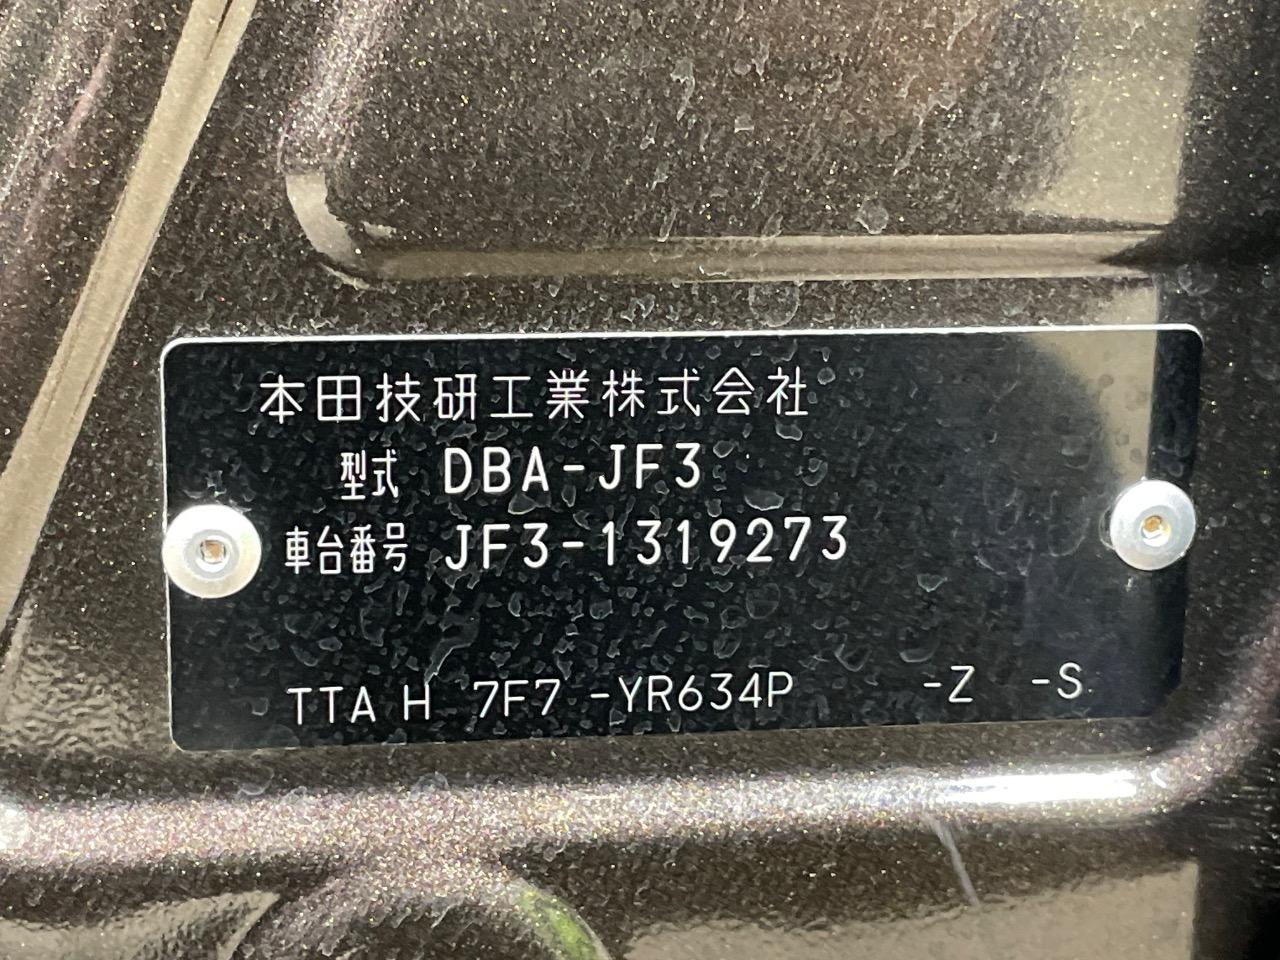 本田技研工業株式会社
型式 DBA-JF3
車台番号 JF3-1319273
TTA H 7F7 -YR634P -Z -S